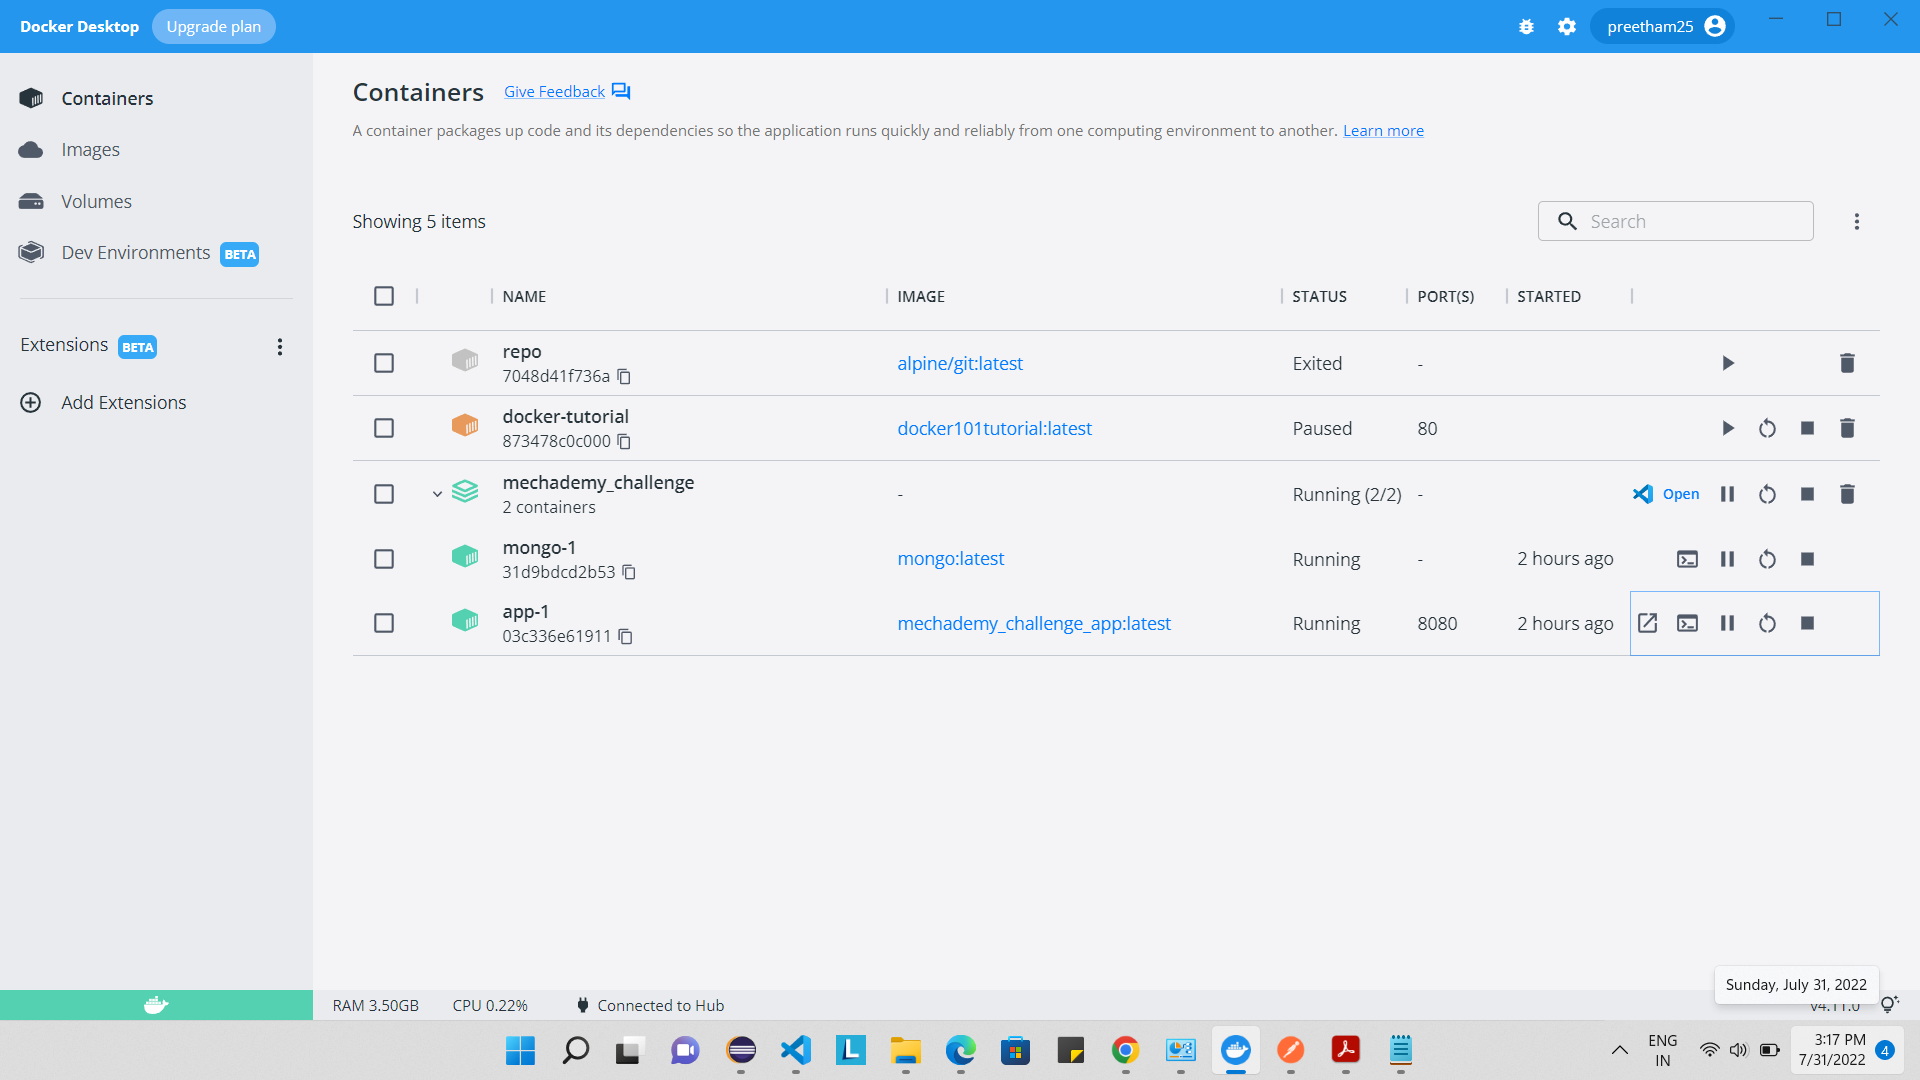 Docker Desktop Upgrade plan preetham25
Containers
Images
Volumes
Dev Environments BETA
Extensions BETA
Add Extensions
Containers Give Feedback
A container packages up code and its dependencies so the application runs quickly and reliably from one computing environment to another. Learn more
Showing 5 items Search
NAME IMAGE STATUS PORT(S) STARTED
repo
7048d41f736a alpine/git:latest Exited -
docker-tutorial
873478c0c000 docker101tutorial:latest Paused 80
mechademy_challenge
2 containers - Running (2/2) - Open
mongo-1
31d9bdcd2b53 mongo:latest Running - 2 hours ago
app-1
03c336e61911 mechademy_challenge_app:latest Running 8080 2 hours ago
Sunday, July 31, 2022
RAM 3.50GB CPU 0.22% Connected to Hub v4.11.0
L
ENG
IN
3:17 PM
7/31/2022 4